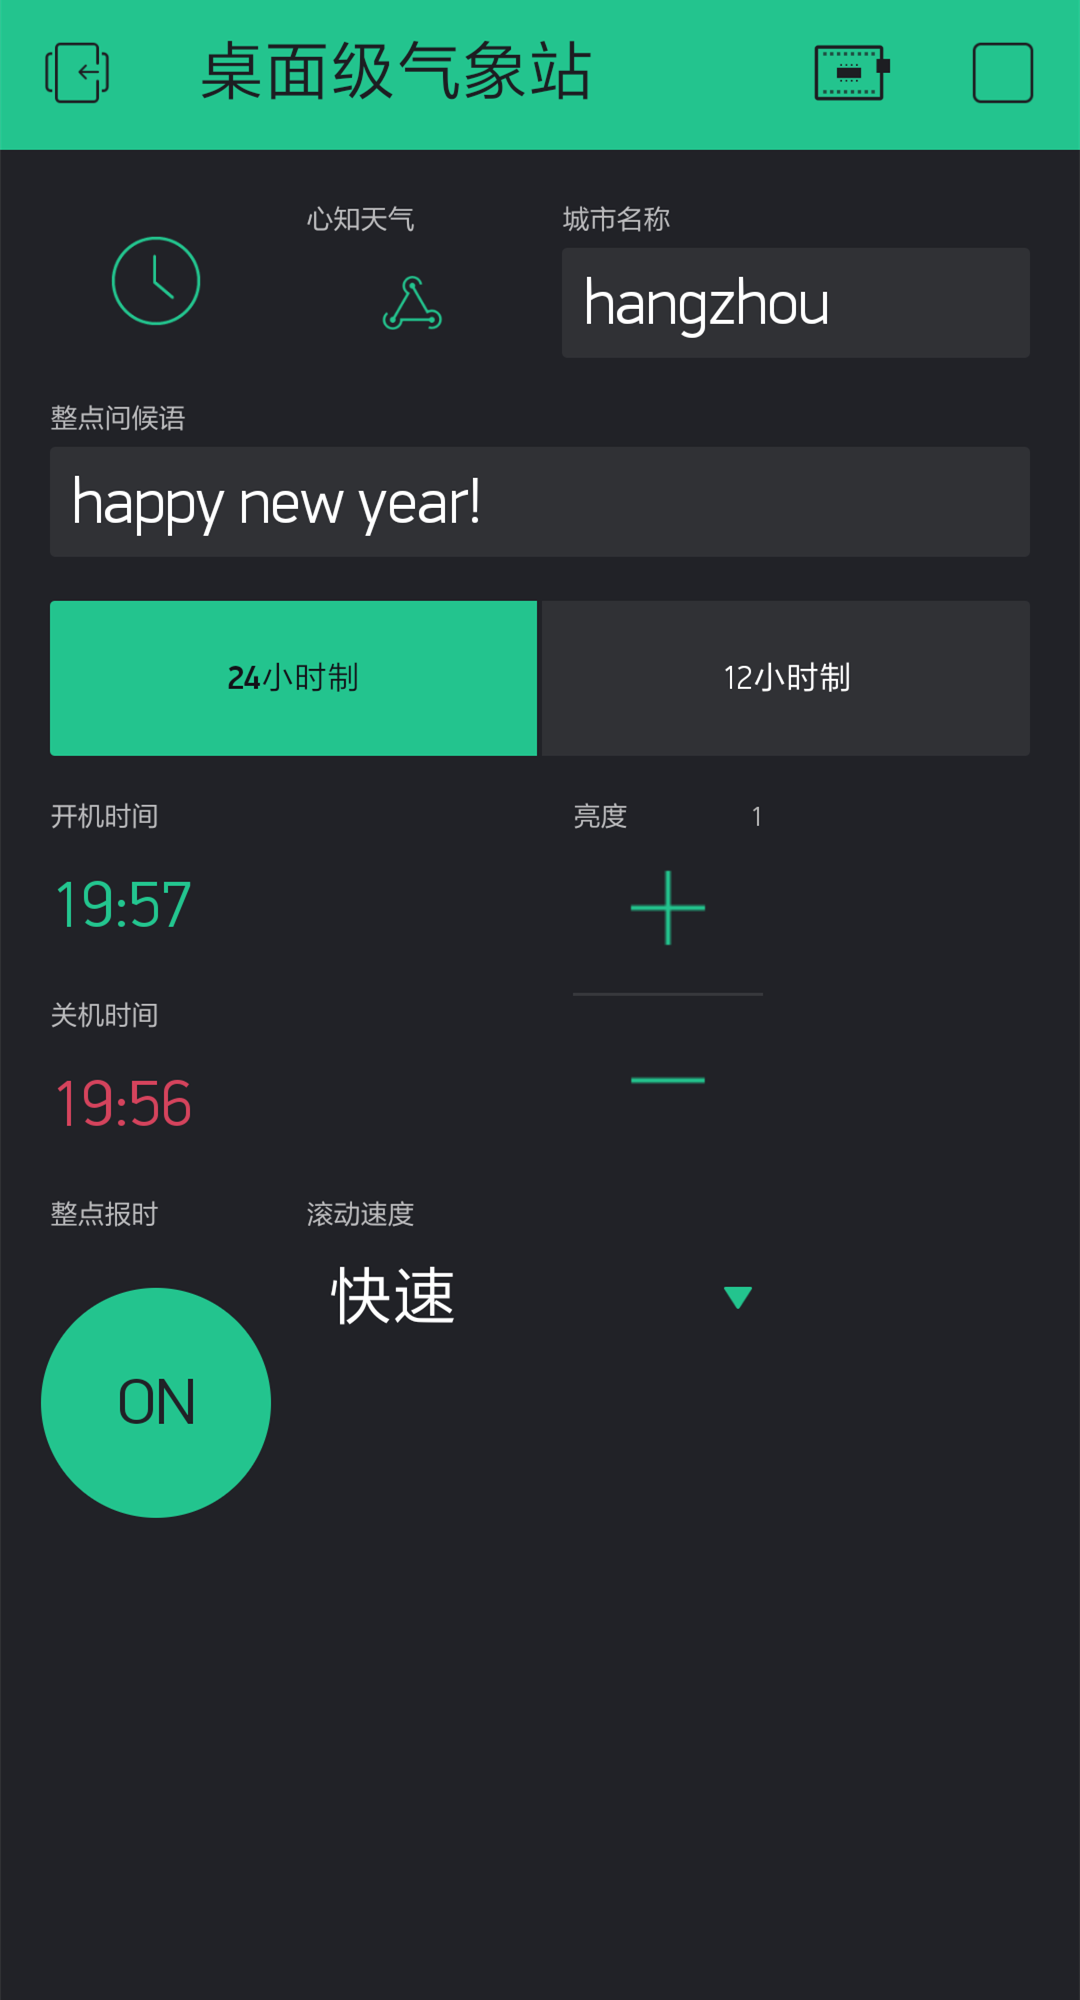 桌面级气象站
心知天气
城市名称
hangzhou
整点问候语
happy new year!
24小时制
12小时制
开机时间
亮度
1
19:57
关机时间
19:56
整点报时
滚动速度
快速
ON